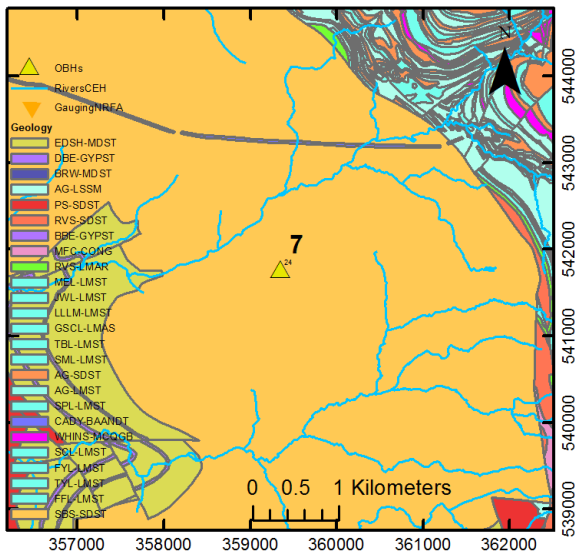 OBHs
RiversCEH
GaugingNRFA
Geology
EDSH-MDST
DBE-GYPST
BRW-MDST
AG-LSSM
PS-SDST
RVS-SDST
BBE-GYPST
MFC-CONG
RVS-LMAR
MEL-LMST
JWL-LMST
LLLM-LMST
GSCL-LMAS
TBL-LMST
SML-LMST
AG-SDST
AG-LMST
SPL-LMST
CADY-BAANDT
WHINS-MCQGB
SCL-LMST
FYL-LMST
TYL-LMST
FFL-LMST
SBS-SDST
N
7
24
0 0.5 1 Kilometers
544000
543000
542000
541000
540000
539000
357000 358000 359000 360000 361000 362000